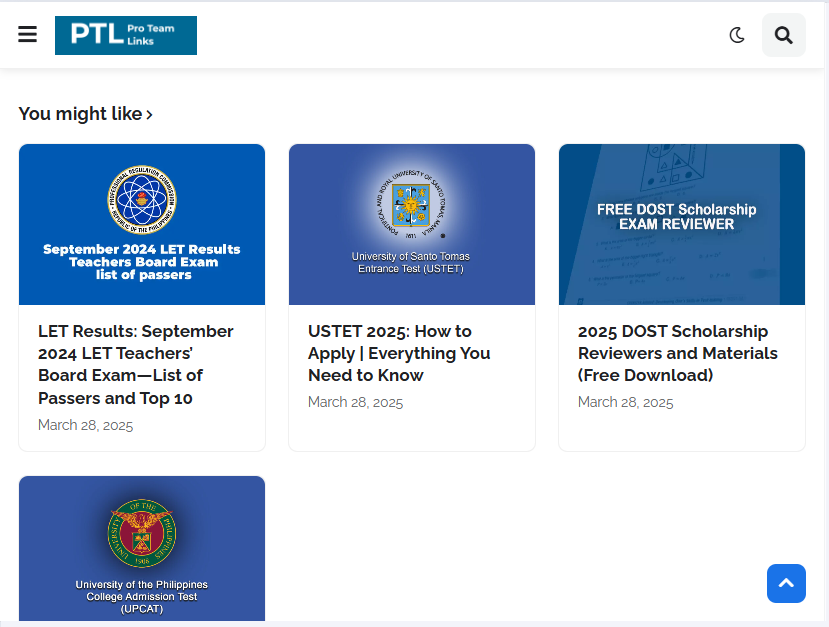 PTL Pro Team
Links
You might like
PROFESSIONAL REGULATION COMMISSION
REPUBLIC OF THE PHILIPPINES
September 2024 LET Results
Teachers Board Exam
list of passers
LET Results: September
2024 LET Teachers'
Board Exam—List of
Passers and Top 10
March 28, 2025
PONTIFICAL AND ROYAL UNIVERSITY OF SANTO TOMAS, MANILA
1611
University of Santo Tomas
Entrance Test (USTET)
USTET 2025: How to
Apply | Everything You
Need to Know
March 28, 2025
FREE DOST Scholarship
EXAM REVIEWER
2025 DOST Scholarship
Reviewers and Materials
(Free Download)
March 28, 2025
UNIVERSITY OF THE PHILIPPINES
1908
University of the Philippines
College Admission Test
(UPCAT)